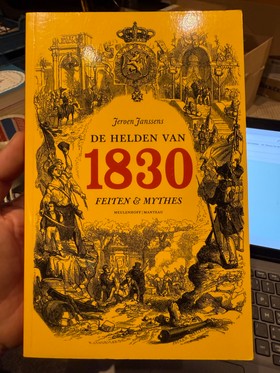 Jeroen Janssens
DE HELDEN VAN
1830
FEITEN & MYTHES
MEULENHOFF | MANTEAU